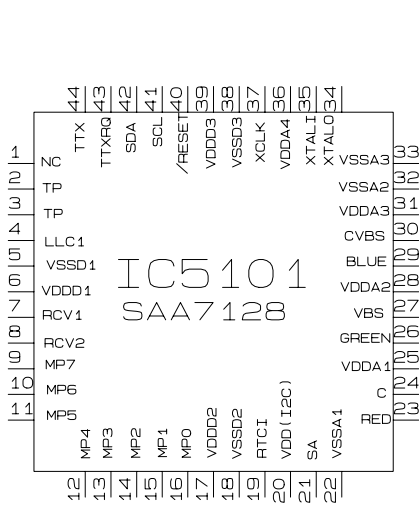 44 43 42 41 40 39 38 37 36 35 34
TTX TTXRQ SDA SCL /RESET VDDD3 VSSD3 XCLK VDDA4 XTALI XTALO
1 NC
2 TP
3 TP
4 LLC1
5 VSSD1
6 VDDD1
7 RCV1
8 RCV2
9 MP7
10 MP6
11 MP5
IC5101
SAA7128
VSSA3 33
VSSA2 32
VDDA3 31
CVBS 30
BLUE 29
VDDA2 28
VBS 27
GREEN 26
VDDA1 25
C 24
RED 23
MP4 MP3 MP2 MP1 MP0 VDDD2 VSSD2 RTCI VDD(I2C) SA VSSA1
12 13 14 15 16 17 18 19 20 21 22